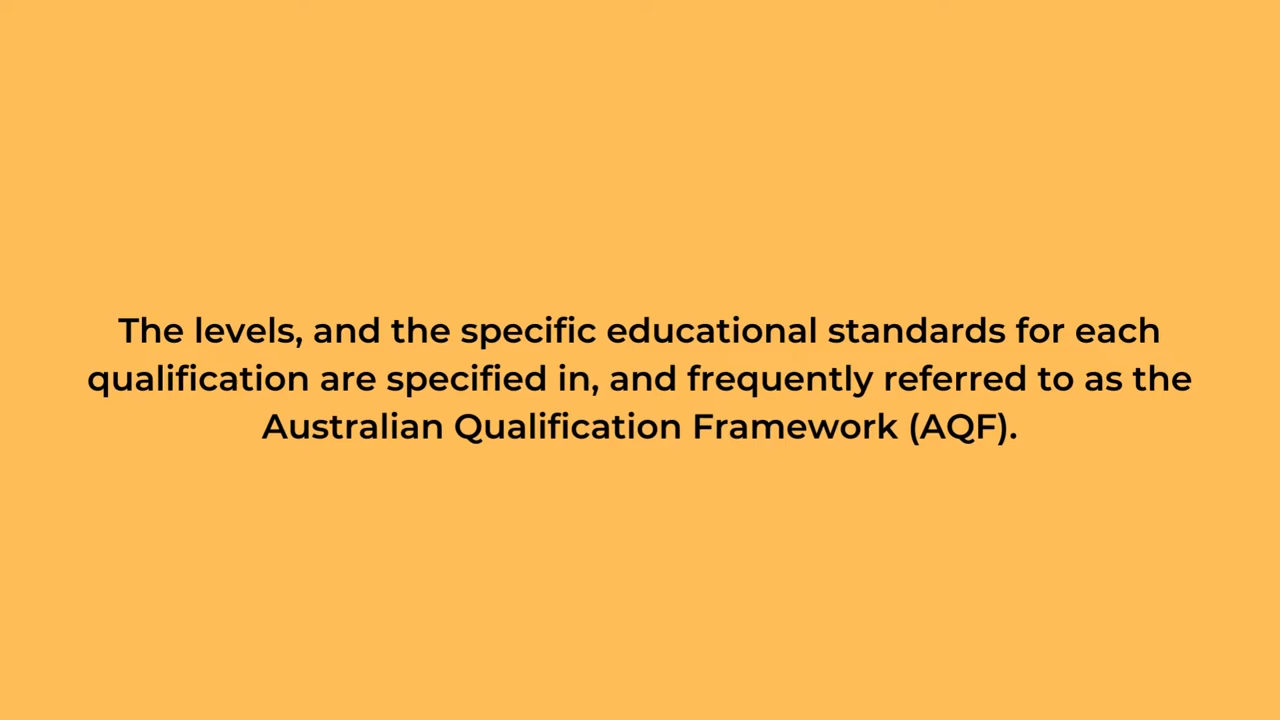 The levels, and the specific educational standards for each
qualification are specified in, and frequently referred to as the
Australian Qualification Framework (AQF).